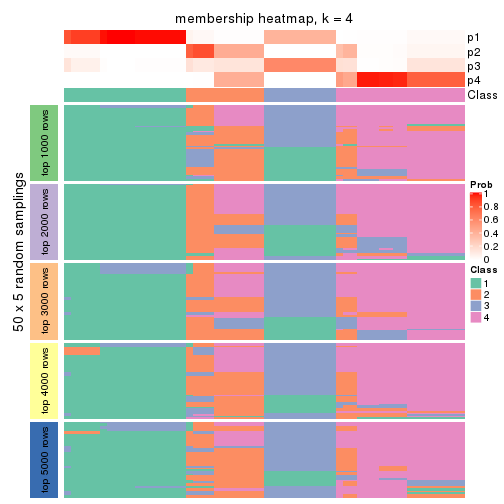 membership heatmap, k = 4
p1
p2
p3
p4
Class
50 x 5 random samplings
top 1000 rows
top 2000 rows
top 3000 rows
top 4000 rows
top 5000 rows
Prob
1
0.8
0.6
0.4
0.2
0
Class
1
2
3
4